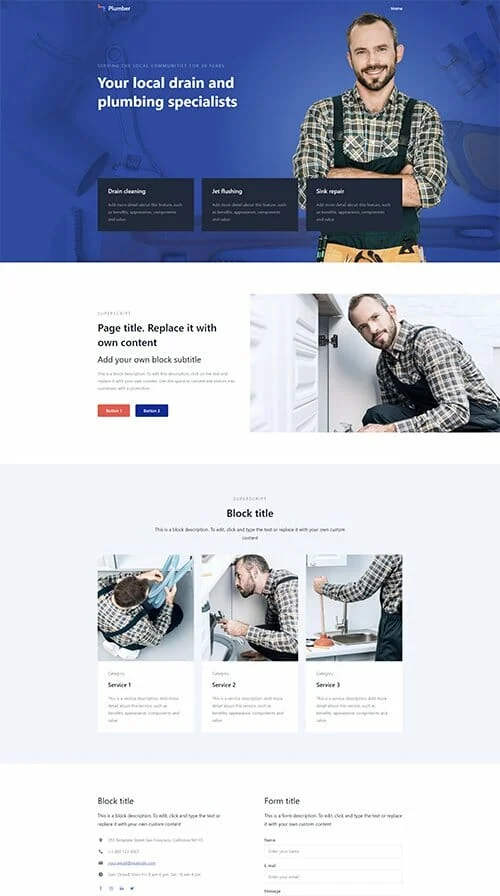 Plumber
Home
SERVING THE LOCAL COMMUNITIES FOR 30 YEARS
Your local drain and
plumbing specialists
Drain cleaning
Add more detail about this feature, such
as benefits, appearance, components
and value.
Jet flushing
Add more detail about this feature, such
as benefits, appearance, components
and value.
Sink repair
Add more detail about this feature, such
as benefits, appearance, components
and value.
SUPERSCRIPT
Page title. Replace it with
own content
Add your own block subtitle
This is a block description. To edit this description, click on the text and
replace it with your own content. Use this space to convert site visitors into
customers with a promotion.
Button 1
Button 2
SUPERSCRIPT
Block title
This is a block description. To edit, click and type the text or replace it with your own custom
content
Category
Service 1
This is a service description. Add more
detail about this service, such as
benefits, appearance, components and
value
Category
Service 2
This is a service description. Add more
detail about this service, such as
benefits, appearance, components and
value
Category
Service 3
This is a service description. Add more
detail about this service, such as
benefits, appearance, components and
value
Block title
This is a block description. To edit, click and type the text or
replace it with your own custom content
Template Street San Francisco, California
Form title
This is a form description. To edit, click and type the text or replace
it with your own custom content.
Name
Enter your name
E-mail
Enter your email
Message